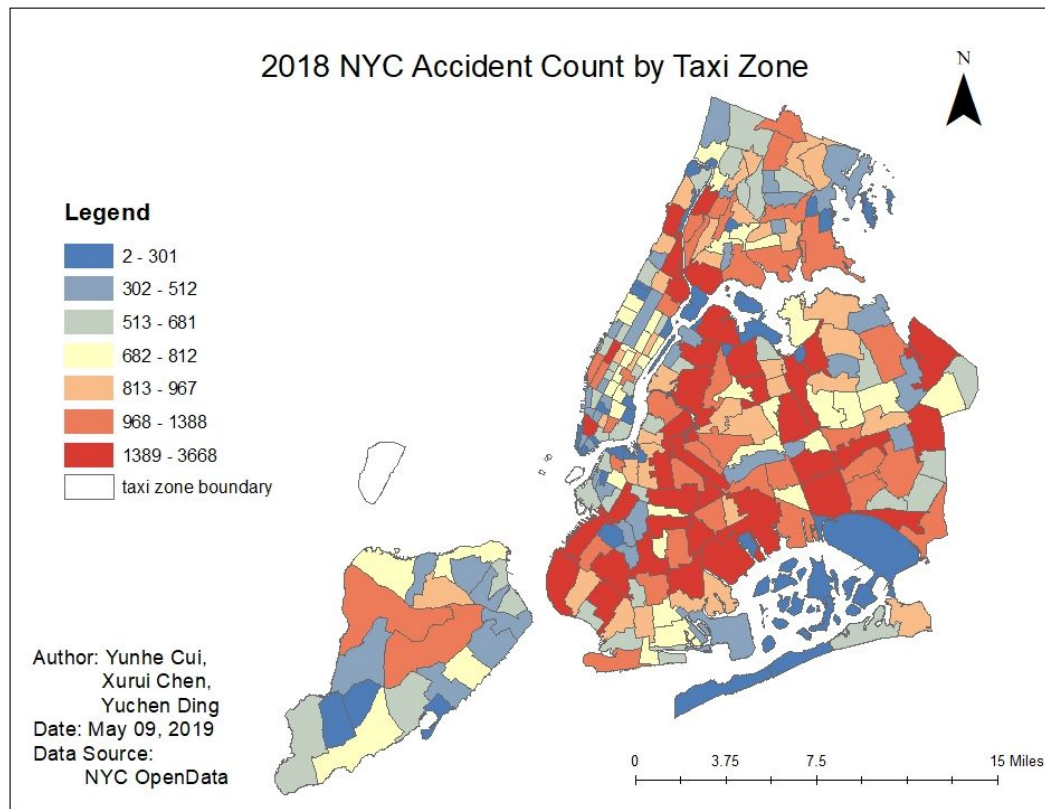 2018 NYC Accident Count by Taxi Zone
N
Legend
2 - 301
302 - 512
513 - 681
682 - 812
813 - 967
968 - 1388
1389 - 3668
taxi zone boundary
Author: Yunhe Cui,
Xurui Chen,
Yuchen Ding
Date: May 09, 2019
Data Source:
NYC OpenData
0 3.75 7.5 15 Miles